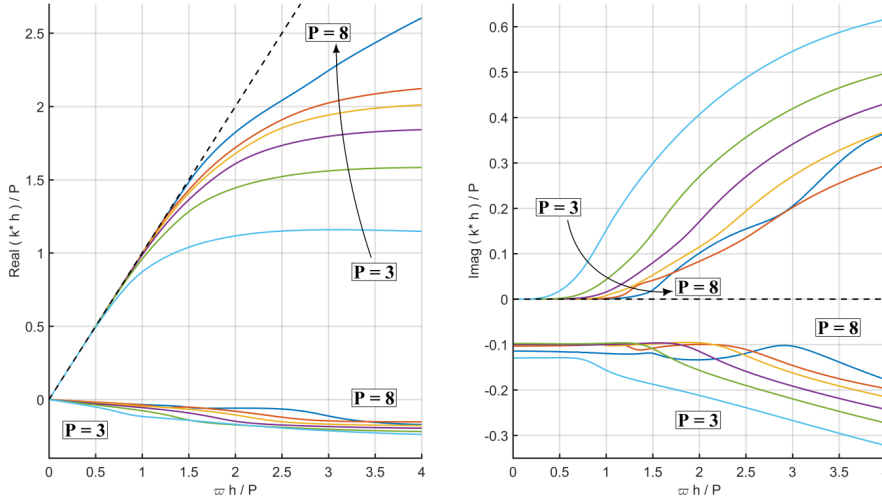 2.5
2
1.5
1
0.5
0
Real ( k* h ) / P
P = 8
P = 3
P = 8
P = 3
0 0.5 1 1.5 2 2.5 3 3.5 4
ϖ h / P
0.6
0.5
0.4
0.3
0.2
0.1
0
-0.1
-0.2
-0.3
Imag ( k* h ) / P
P = 3
P = 8
P = 8
P = 3
0 0.5 1 1.5 2 2.5 3 3.5 4
ϖ h / P